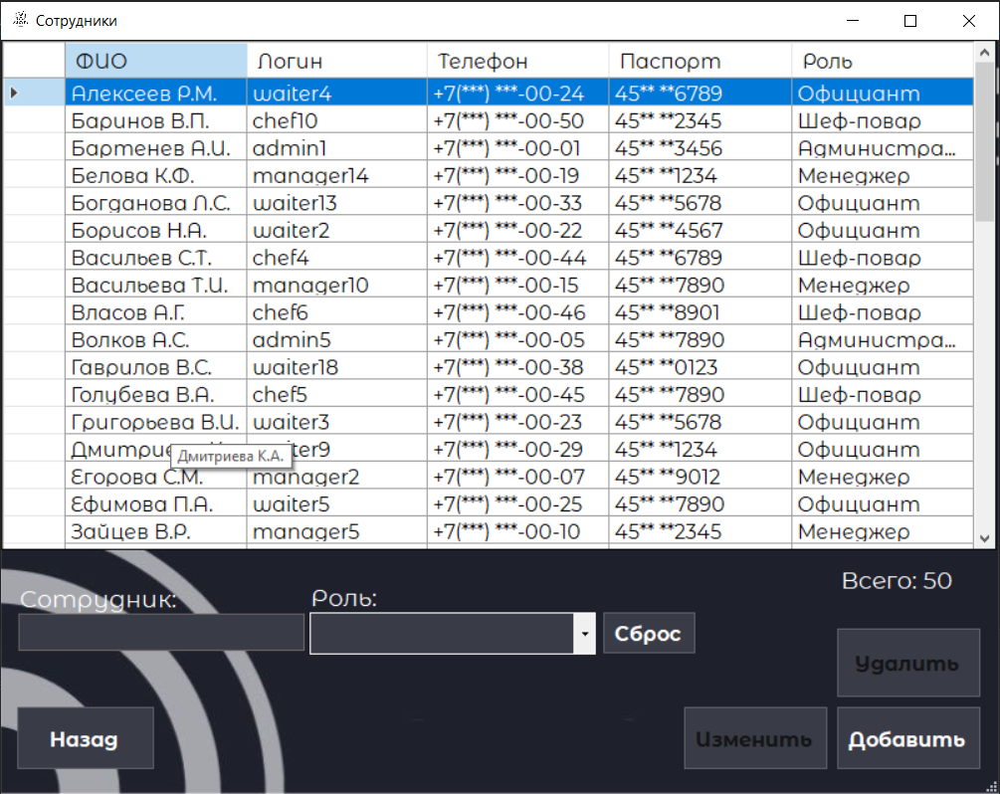 Сотрудники
ФИО Логин Телефон Паспорт Роль
Алексеев Р.М. waiter4 +7(***) ***-00-24 45** **6789 Официант
Баринов В.П. chef10 +7(***) ***-00-50 45** **2345 Шеф-повар
Бартенев А.И. admin1 +7(***) ***-00-01 45** **3456 Администра...
Белова К.Ф. manager14 +7(***) ***-00-19 45** **1234 Менеджер
Богданова Л.С. waiter13 +7(***) ***-00-33 45** **5678 Официант
Борисов Н.А. waiter2 +7(***) ***-00-22 45** **4567 Официант
Васильев С.Т. chef4 +7(***) ***-00-44 45** **6789 Шеф-повар
Васильева Т.И. manager10 +7(***) ***-00-15 45** **7890 Менеджер
Власов А.Г. chef6 +7(***) ***-00-46 45** **8901 Шеф-повар
Волков А.С. admin5 +7(***) ***-00-05 45** **7890 Администра...
Гаврилов В.С. waiter18 +7(***) ***-00-38 45** **0123 Официант
Голубева В.А. chef5 +7(***) ***-00-45 45** **7890 Шеф-повар
Григорьева В.И. waiter3 +7(***) ***-00-23 45** **5678 Официант
Дмитриева К.А. +7(***) ***-00-29 45** **1234 Официант
Егорова С.М. manager2 +7(***) ***-00-07 45** **9012 Менеджер
Ефимова П.А. waiter5 +7(***) ***-00-25 45** **7890 Официант
Зайцев В.Р. manager5 +7(***) ***-00-10 45** **2345 Менеджер
Всего: 50
Сотрудник: Роль:
Сброс
Удалить
Назад Изменить Добавить